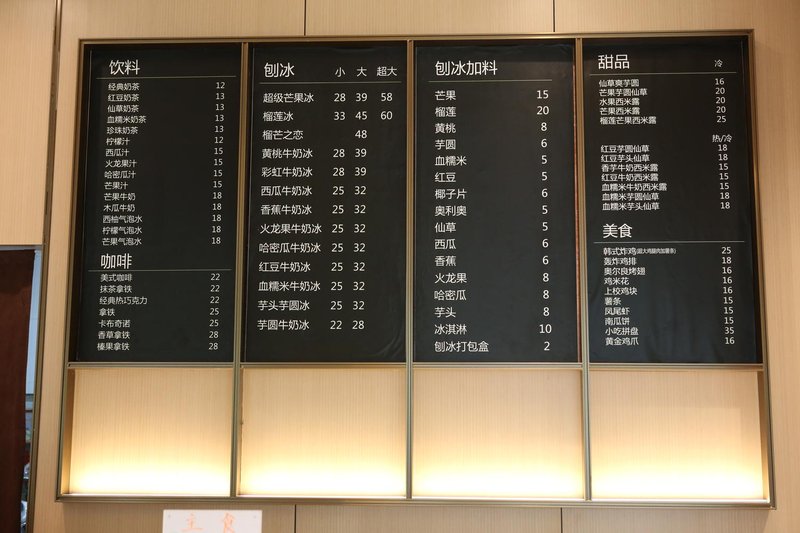 饮料
经典奶茶 12
红豆奶茶 13
仙草奶茶 13
血糯米奶茶 13
珍珠奶茶 13
柠檬汁 12
西瓜汁 15
火龙果汁 15
哈密瓜汁 15
芒果汁 15
芒果牛奶 18
木瓜牛奶 18
西柚气泡水 18
柠檬气泡水 18
芒果气泡水 18
咖啡
美式咖啡 22
抹茶拿铁 22
经典热巧克力 22
拿铁 25
卡布奇诺 25
香草拿铁 28
榛果拿铁 28
刨冰 小 大 超大
超级芒果冰 28 39 58
榴莲冰 33 45 60
榴芒之恋 48
黄桃牛奶冰 28 39
彩虹牛奶冰 28 39
西瓜牛奶冰 25 32
香蕉牛奶冰 25 32
火龙果牛奶冰 25 32
哈密瓜牛奶冰 25 32
红豆牛奶冰 25 32
血糯米牛奶冰 25 32
芋头芋圆冰 25 32
芋圆牛奶冰 22 28
刨冰加料
芒果 15
榴莲 20
黄桃 8
芋圆 6
血糯米 5
红豆 5
椰子片 6
奥利奥 5
仙草 5
西瓜 6
香蕉 6
火龙果 8
哈密瓜 8
芋头 8
冰淇淋 10
刨冰打包盒 2
甜品 冷
仙草爽芋圆 16
芒果芋圆仙草 20
水果西米露 20
芒果西米露 20
榴莲芒果西米露 25
热/冷
红豆芋圆仙草 18
红豆芋头仙草 18
香芋牛奶西米露 15
红豆牛奶西米露 15
血糯米牛奶西米露 15
血糯米芋圆仙草 18
血糯米芋头仙草 18
美食
韩式炸鸡(超大鸡腿肉加薯条) 25
轰炸鸡排 18
奥尔良烤翅 16
鸡米花 16
上校鸡块 16
薯条 15
凤尾虾 15
南瓜饼 15
小吃拼盘 35
黄金鸡爪 16
主食